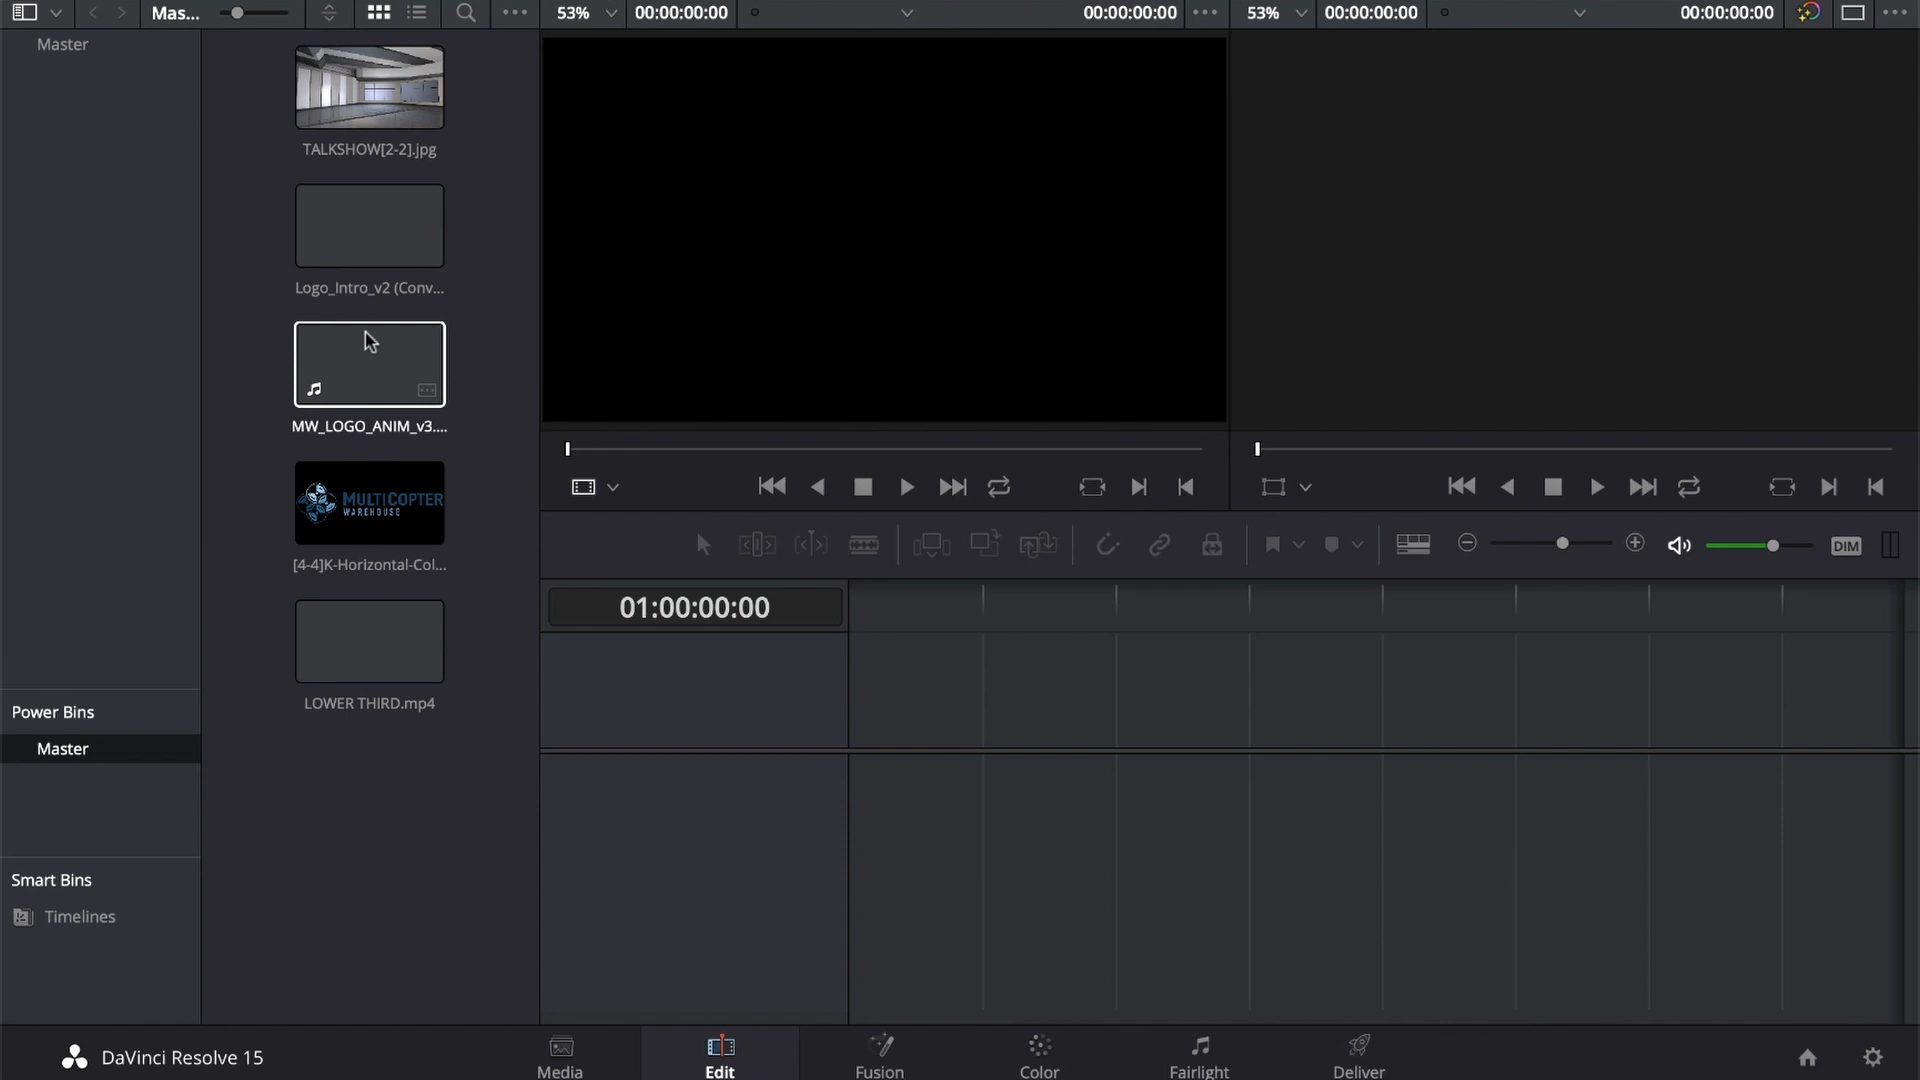 Mas...
53%
00:00:00:00
00:00:00:00
53%
00:00:00:00
00:00:00:00
Master
TALKSHOW[2-2].jpg
Logo_Intro_v2 (Conv...
MW_LOGO_ANIM_v3....
MULTICOPTER
WAREHOUSE
[4-4]K-Horizontal-Col...
LOWER THIRD.mp4
DIM
01:00:00:00
Power Bins
Master
Smart Bins
Timelines
DaVinci Resolve 15
Media
Edit
Fusion
Color
Fairlight
Deliver